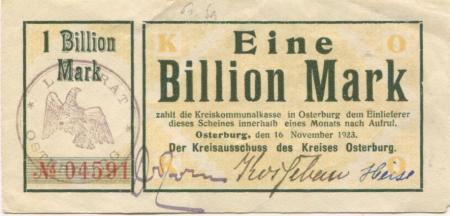 1 Billion
Mark
LANDRAT
№ 04591
K O
Eine
Billion Mark
zahlt die Kreiskommunalkasse in Osterburg dem Einlieferer
dieses Scheines innerhalb eines Monats nach Aufruf.
Osterburg, den 16 November 1923.
Der Kreisausschuss des Kreises Osterburg.